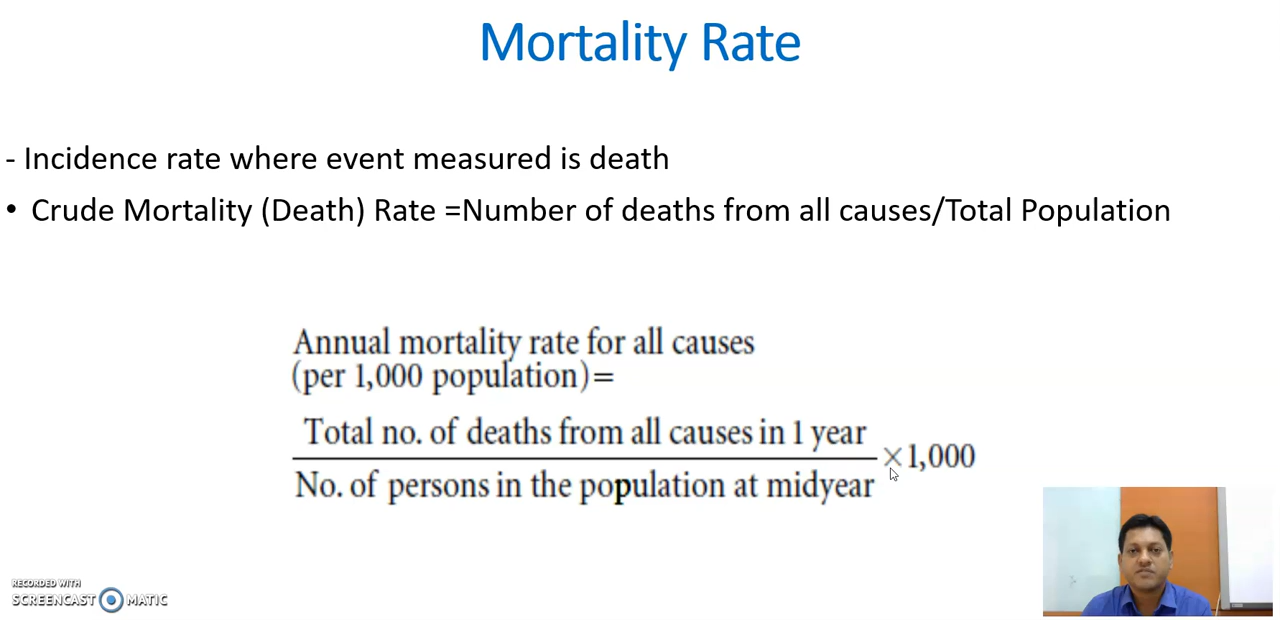 Mortality Rate
- Incidence rate where event measured is death
• Crude Mortality (Death) Rate =Number of deaths from all causes/Total Population
Annual mortality rate for all causes
(per 1,000 population)=
Total no. of deaths from all causes in 1 year
No. of persons in the population at midyear
×1,000
RECORDED WITH
SCREENCAST MATIC